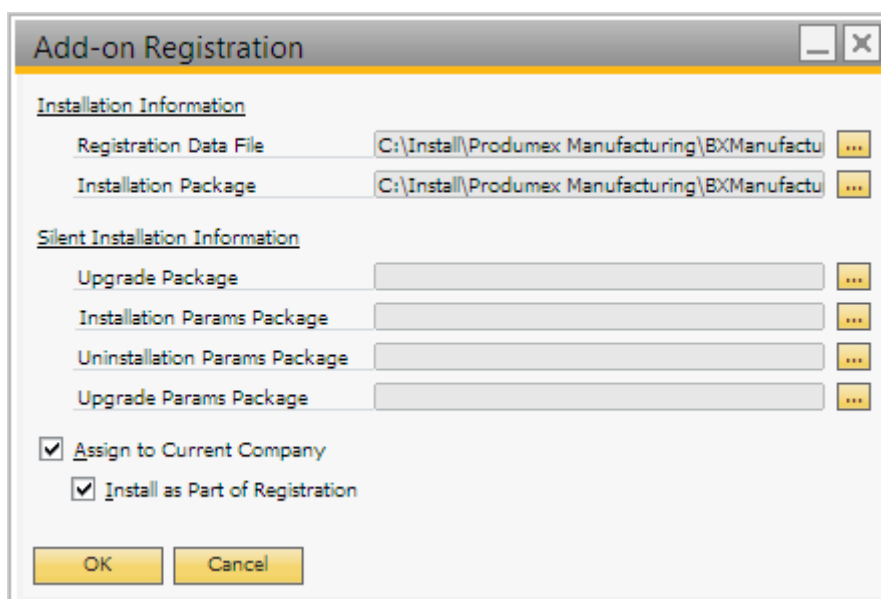 Add-on Registration
Installation Information
Registration Data File C:\Install\Produmex Manufacturing\BXManufactu ...
Installation Package C:\Install\Produmex Manufacturing\BXManufactu ...
Silent Installation Information
Upgrade Package ...
Installation Params Package ...
Uninstallation Params Package ...
Upgrade Params Package ...
Assign to Current Company
Install as Part of Registration
OK Cancel